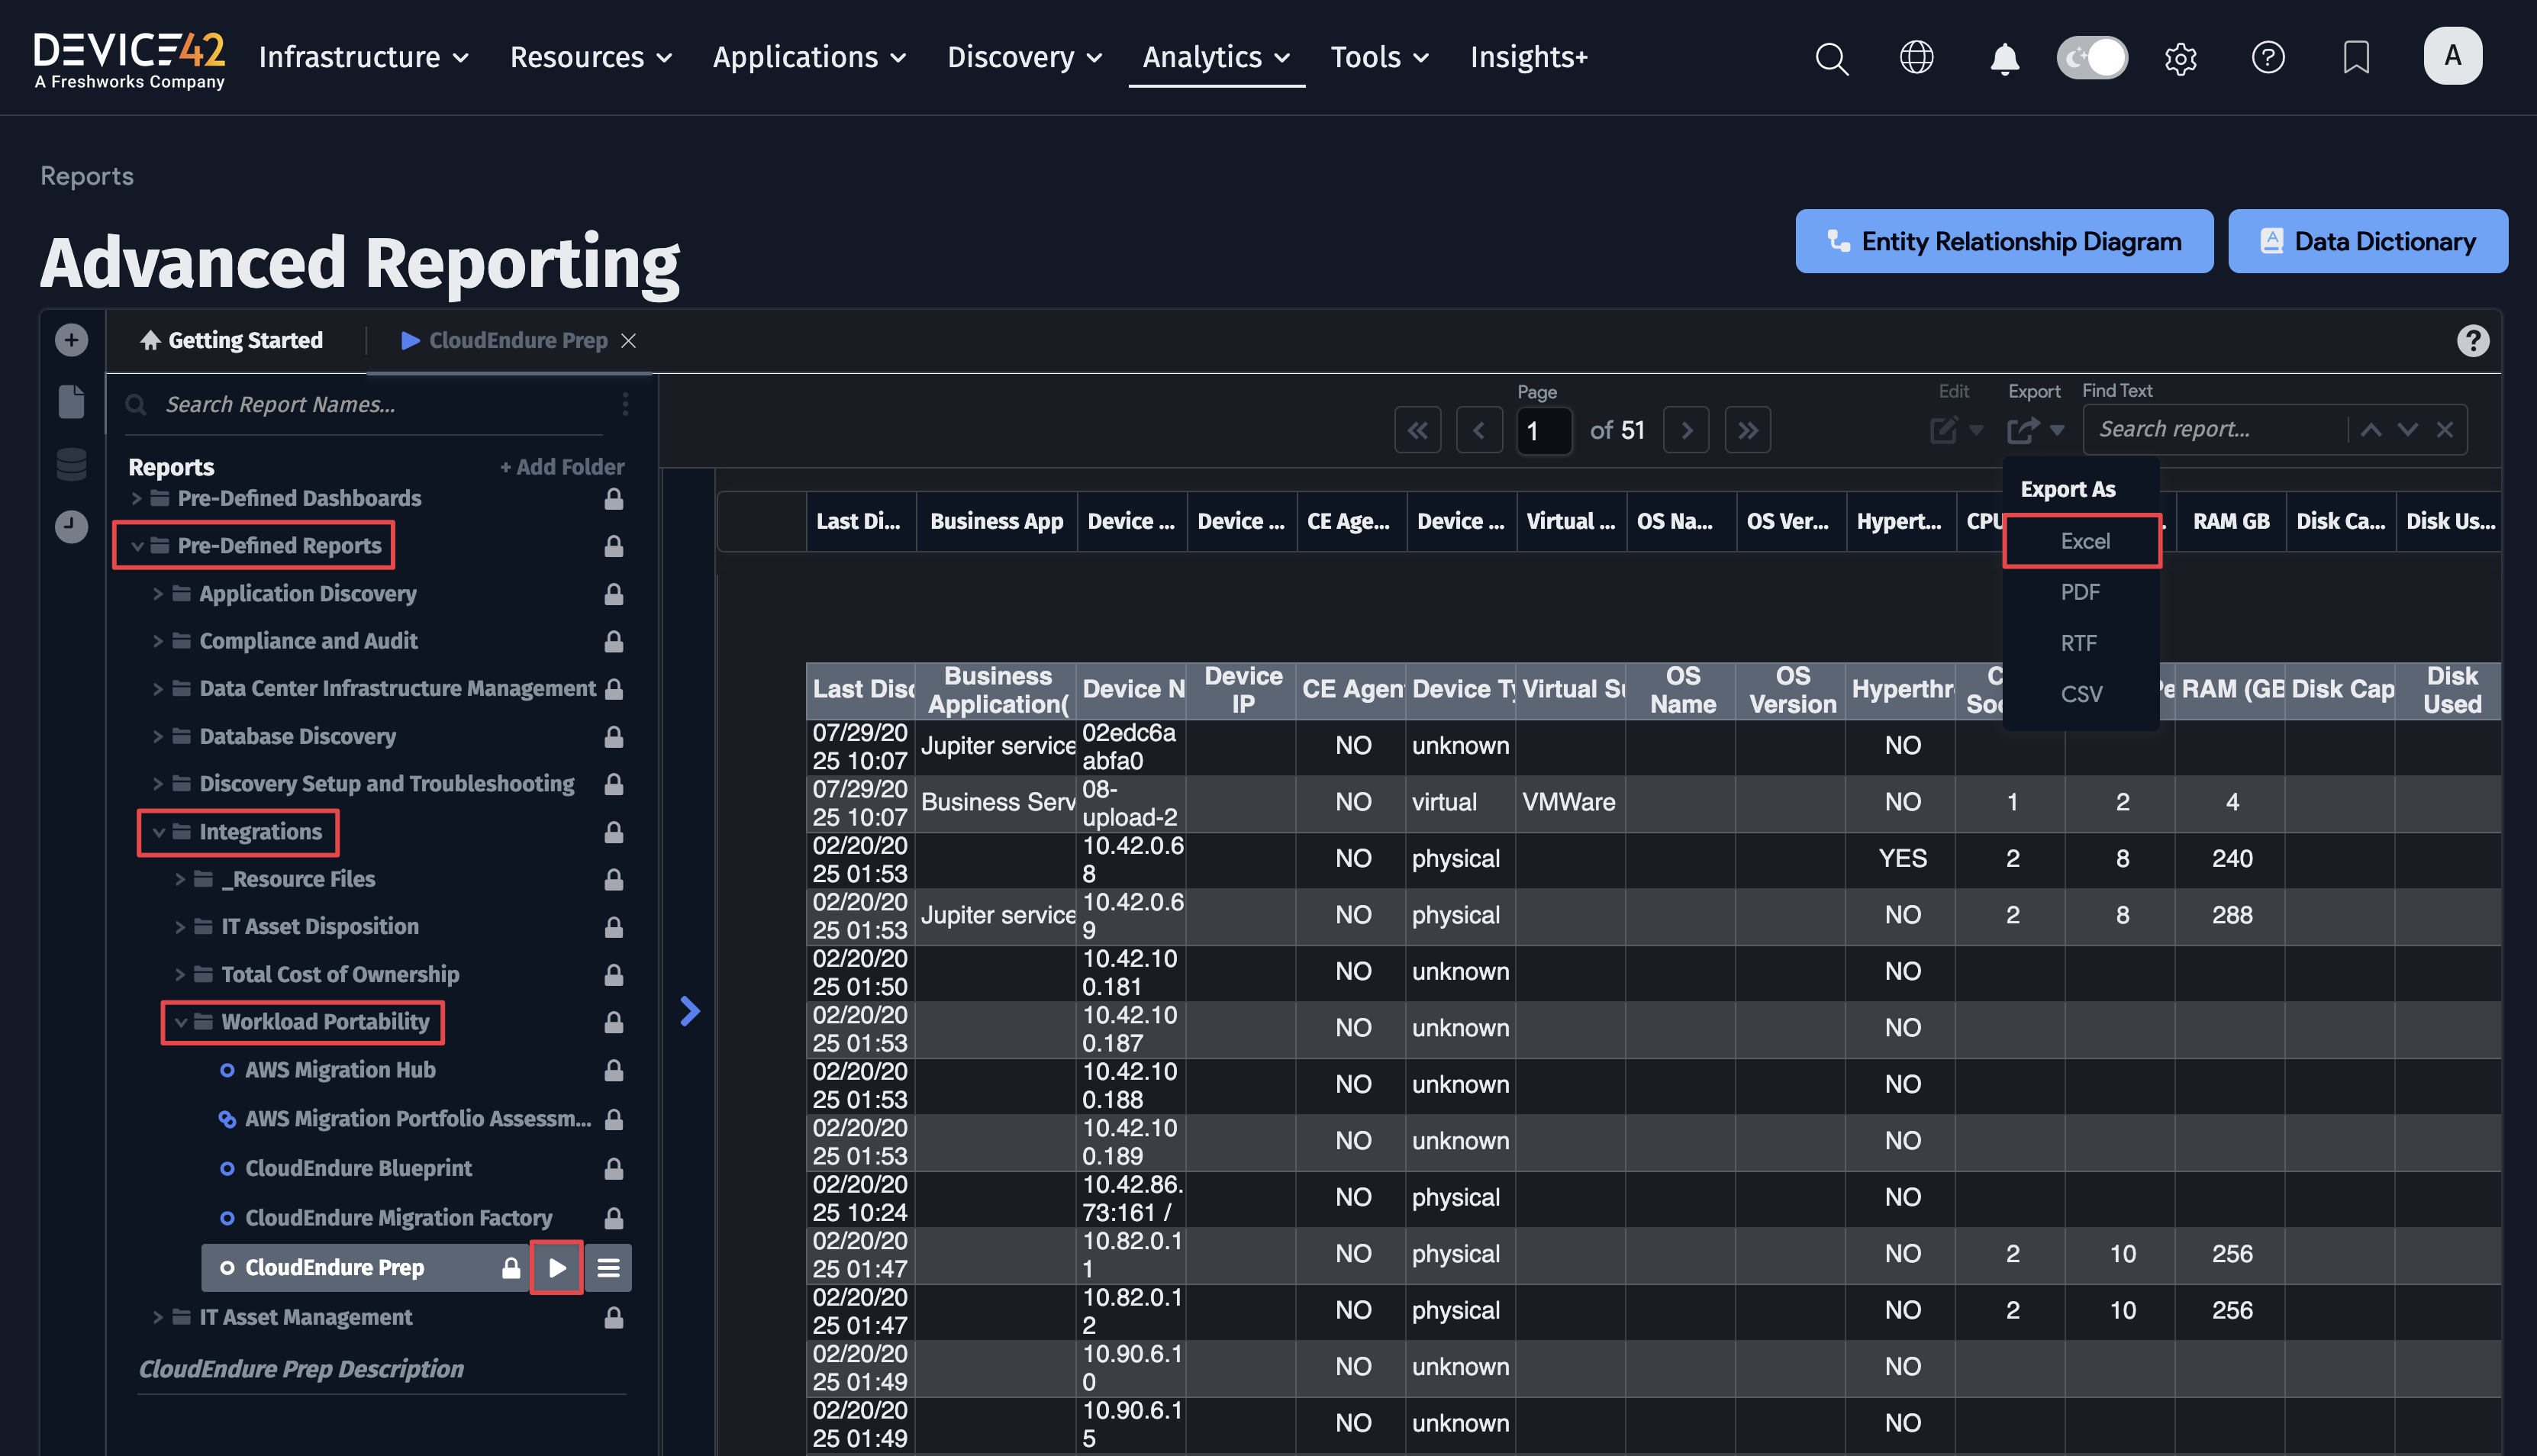 DEVICE42
A Freshworks Company
Infrastructure
Resources
Applications
Discovery
Analytics
Tools
Insights+
A
Reports
Advanced Reporting
Entity Relationship Diagram
Data Dictionary
Getting Started
CloudEndure Prep
Search Report Names...
Page
1 of 51
Edit
Export
Find Text
Search report...
Reports
+ Add Folder
Pre-Defined Dashboards
Pre-Defined Reports
Application Discovery
Compliance and Audit
Data Center Infrastructure Management
Database Discovery
Discovery Setup and Troubleshooting
Integrations
_Resource Files
IT Asset Disposition
Total Cost of Ownership
Workload Portability
AWS Migration Hub
AWS Migration Portfolio Assessm...
CloudEndure Blueprint
CloudEndure Migration Factory
CloudEndure Prep
IT Asset Management
CloudEndure Prep Description
Export As
Excel
PDF
RTF
CSV
Last Di... Business App Device ... Device ... CE Age... Device ... Virtual ... OS Na... OS Ver... Hypert... CPU RAM GB Disk Ca... Disk Us...
Last Disc Business Application( Device N Device IP CE Agen Device Ty Virtual Su OS Name OS Version Hyperthr RAM (GB Disk Cap Disk Used
07/29/20 25 10:07 Jupiter service 02edc6a abfa0 NO unknown NO
07/29/20 25 10:07 Business Serv 08- upload-2 NO virtual VMWare NO 1 2 4
02/20/20 25 01:53 10.42.0.6 8 NO physical YES 2 8 240
02/20/20 25 01:53 Jupiter service 10.42.0.6 9 NO physical NO 2 8 288
02/20/20 25 01:50 10.42.10 0.181 NO unknown NO
02/20/20 25 01:53 10.42.10 0.187 NO unknown NO
02/20/20 25 01:53 10.42.10 0.188 NO unknown NO
02/20/20 25 01:53 10.42.10 0.189 NO unknown NO
02/20/20 25 10:24 10.42.86. 73:161 / NO physical NO
02/20/20 25 01:47 10.82.0.1 1 NO physical NO 2 10 256
02/20/20 25 01:47 10.82.0.1 2 NO physical NO 2 10 256
02/20/20 25 01:49 10.90.6.1 0 NO unknown NO
02/20/20 25 01:49 10.90.6.1 5 NO unknown NO